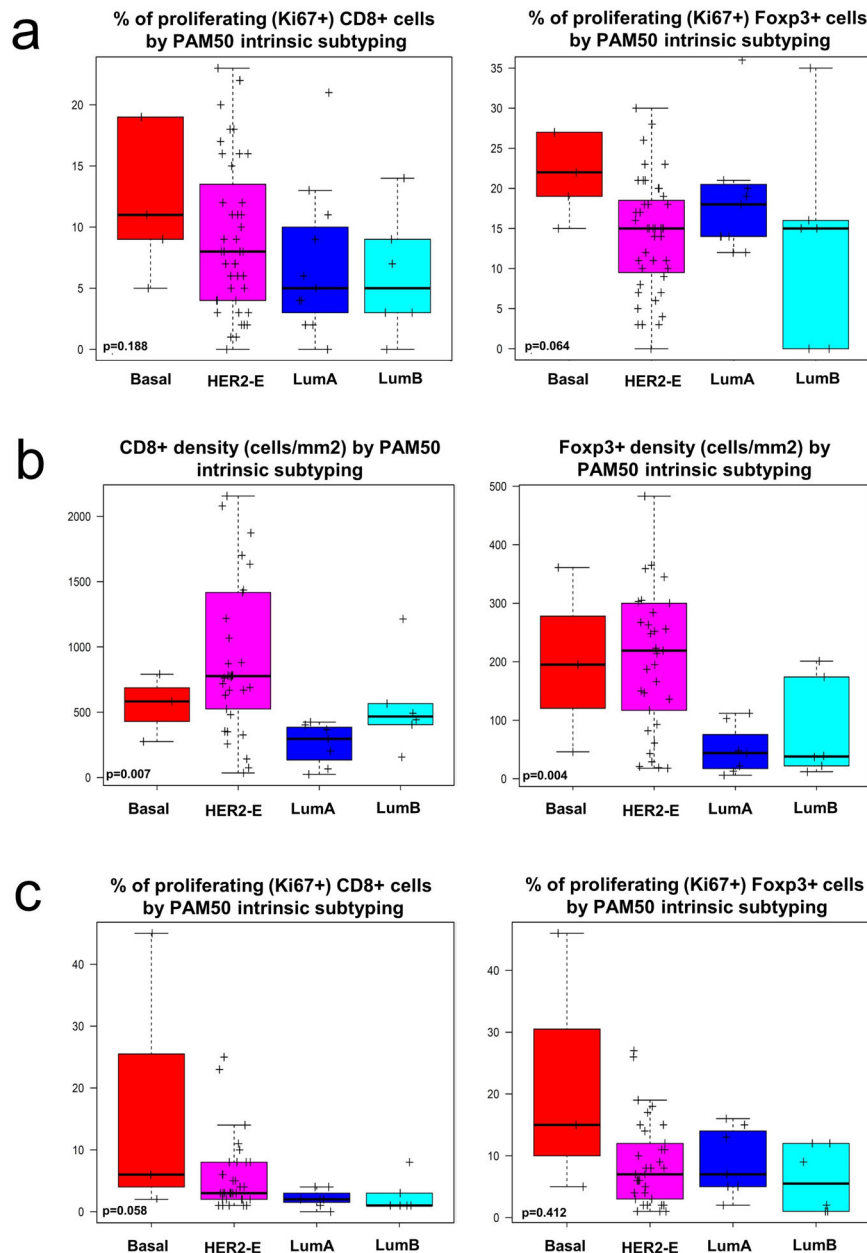 a
% of proliferating (Ki67+) CD8+ cells
by PAM50 intrinsic subtyping
20
15
10
5
0
p=0.188
Basal
HER2-E
LumA
LumB
% of proliferating (Ki67+) Foxp3+ cells
by PAM50 intrinsic subtyping
35
30
25
20
15
10
5
0
p=0.064
Basal
HER2-E
LumA
LumB
b
CD8+ density (cells/mm2) by PAM50
intrinsic subtyping
2000
1500
1000
500
0
p=0.007
Basal
HER2-E
LumA
LumB
Foxp3+ density (cells/mm2) by
PAM50 intrinsic subtyping
500
400
300
200
100
0
p=0.004
Basal
HER2-E
LumA
LumB
c
% of proliferating (Ki67+) CD8+ cells
by PAM50 intrinsic subtyping
40
30
20
10
0
p=0.058
Basal
HER2-E
LumA
LumB
% of proliferating (Ki67+) Foxp3+ cells
by PAM50 intrinsic subtyping
40
30
20
10
0
p=0.412
Basal
HER2-E
LumA
LumB